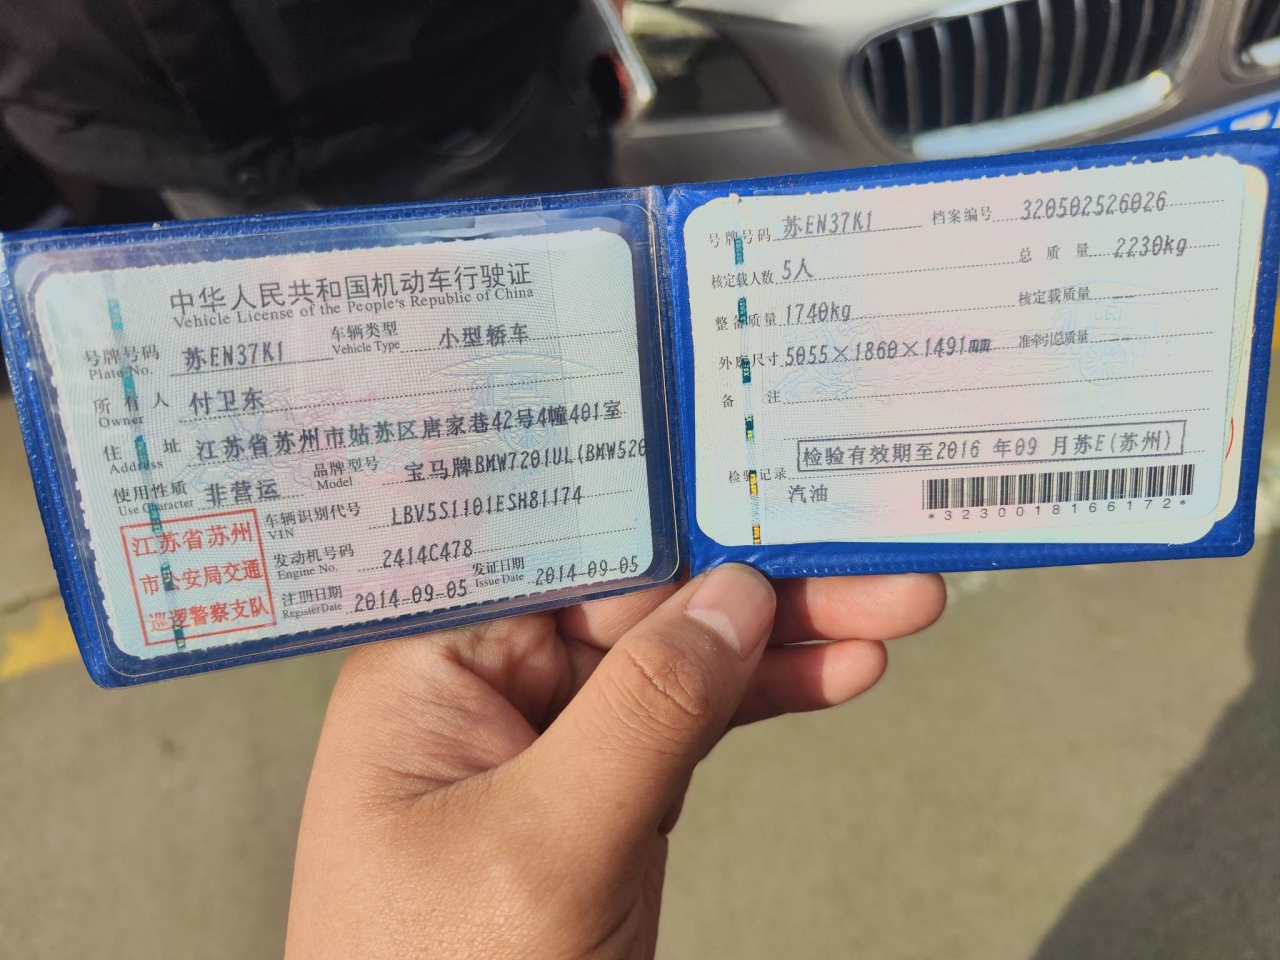 中华人民共和国机动车行驶证
Vehicle License of the People's Republic of China
号牌号码 苏EN37K1 车辆类型 小型轿车
Plate No. Vehicle Type
所有人 付卫东
Owner
住址 江苏省苏州市姑苏区唐家巷42号4幢401室
Address
使用性质 非营运 品牌型号 宝马牌BMW7201UL(BMW520
Use Character Model
车辆识别代号 LBV5S1101ESH81174
VIN
发动机号码 2414C478
Engine No.
注册日期 2014-09-05 发证日期 2014-09-05
Register Date Issue Date
江苏省苏州
市公安局交通
巡逻警察支队
号牌号码 苏EN37K1 档案编号 320502526026
核定载人数 5人 总质量 2230kg
整备质量 1740kg 核定载质量
外廓尺寸 5055×1860×1491mm 准牵引总质量
备注
检验有效期至2016年09月苏E(苏州)
检验记录
汽油
*3230018166172*